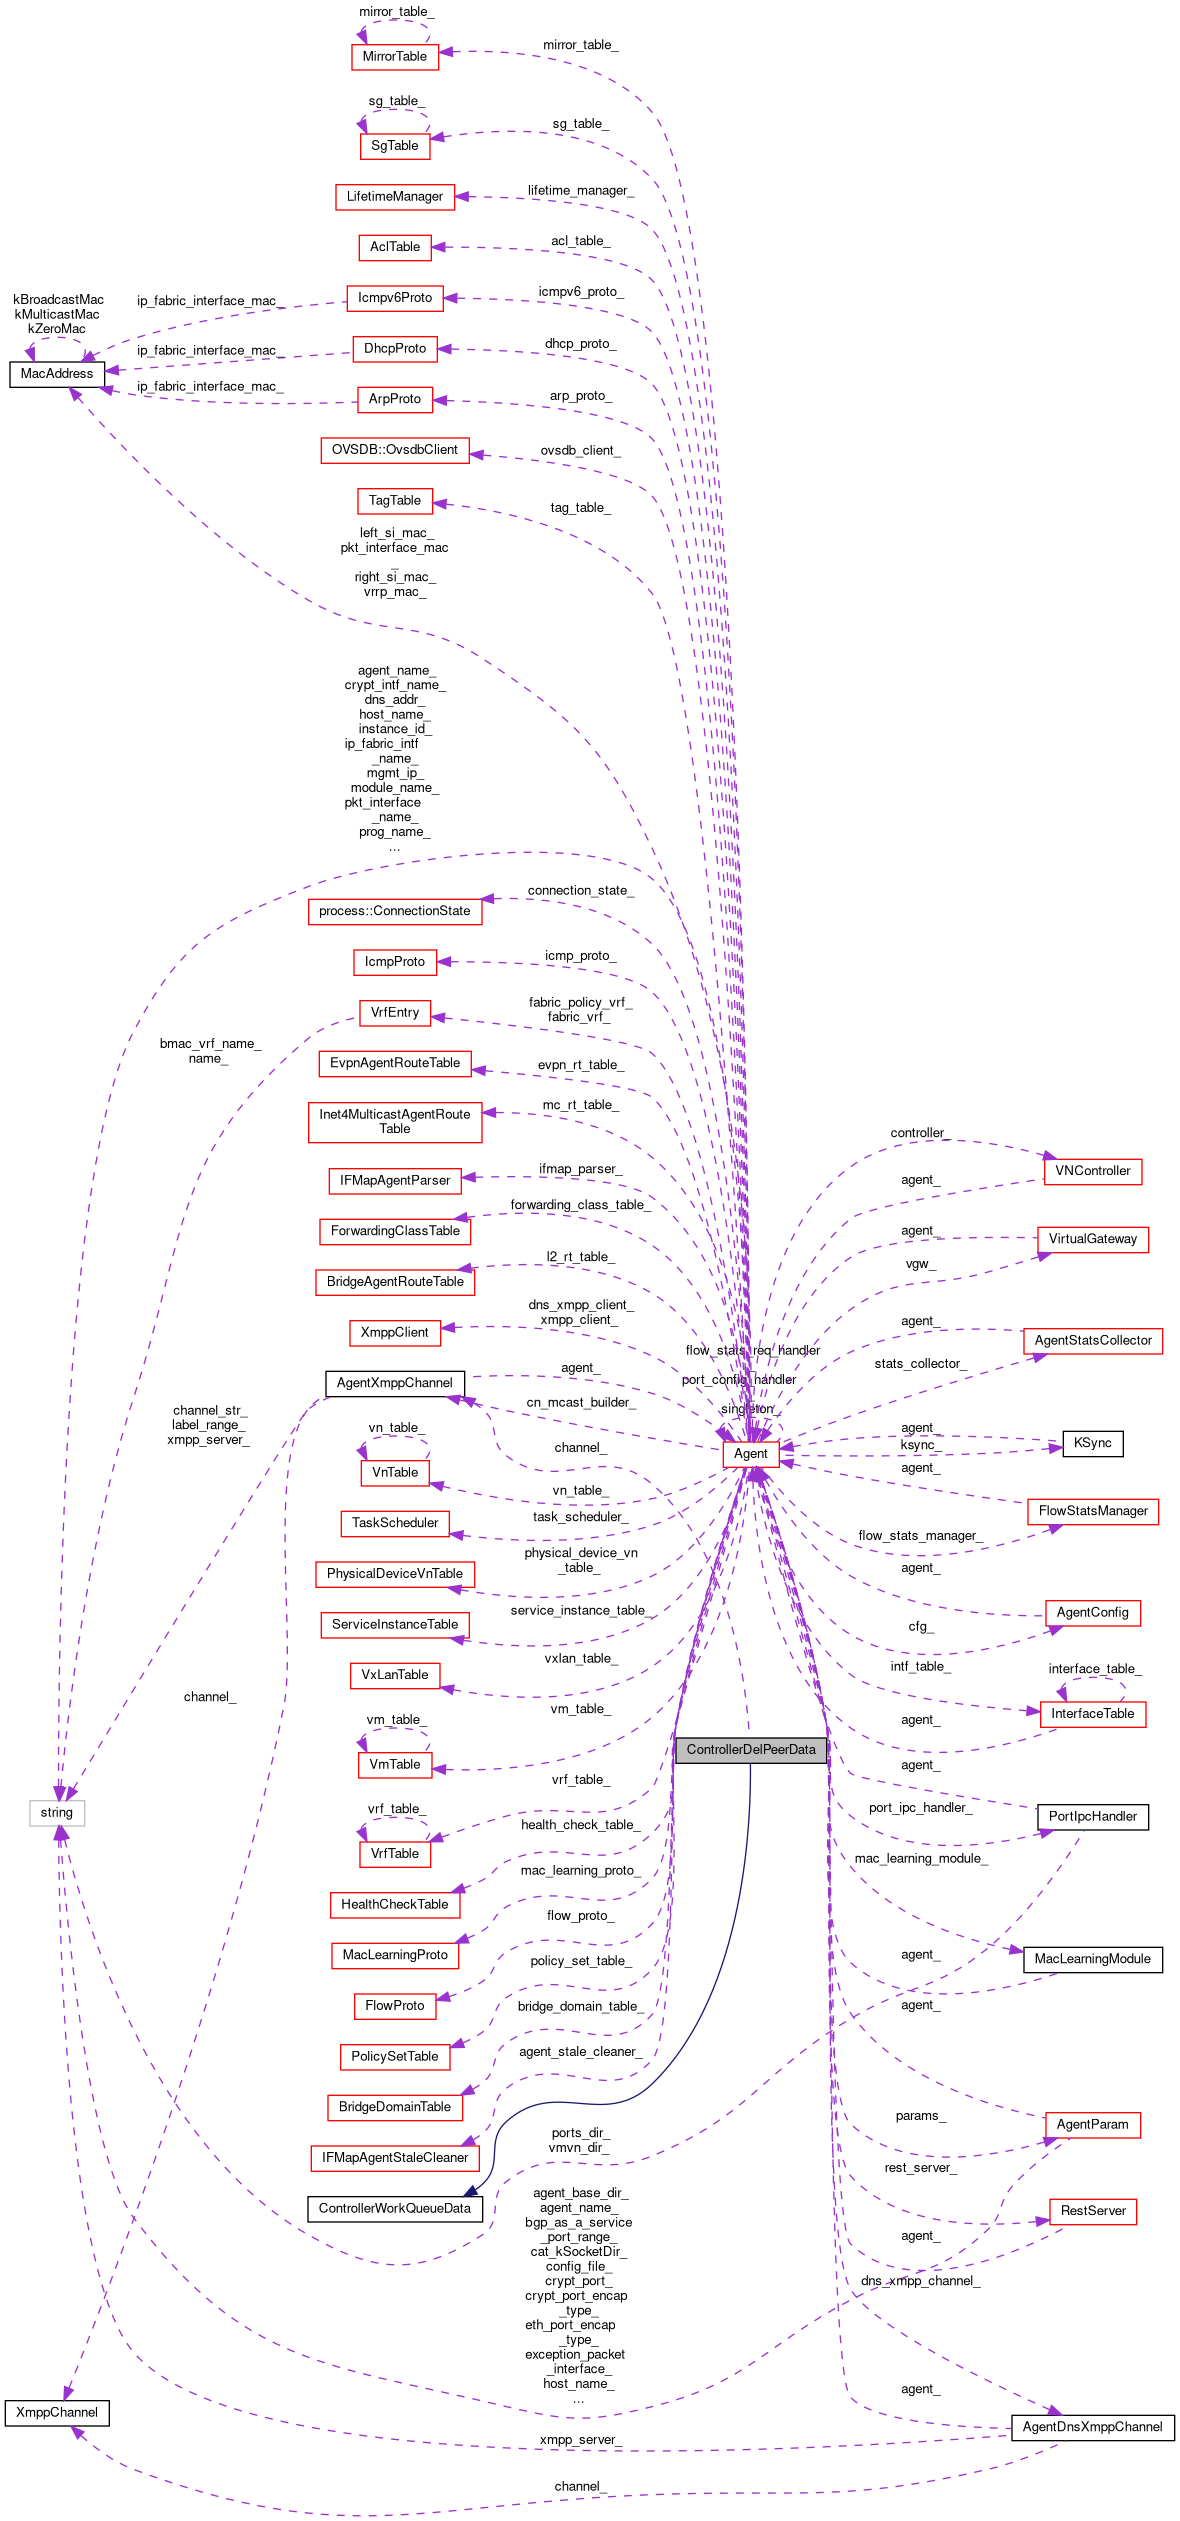 mirror_table_
mirror_table_
MirrorTable
sg_table_
sg_table_
SgTable
lifetime_manager_
LifetimeManager
acl_table_
AclTable
kBroadcastMac
kMulticastMac
kZeroMac
ip_fabric_interface_mac_
icmpv6_proto_
Icmpv6Proto
MacAddress
ip_fabric_interface_mac_
dhcp_proto_
DhcpProto
ip_fabric_interface_mac_
arp_proto_
ArpProto
ovsdb_client_
OVSDB::OvsdbClient
tag_table_
TagTable
left_si_mac_
pkt_interface_mac
_
right_si_mac_
vrrp_mac_
agent_name_
crypt_intf_name_
dns_addr_
host_name_
instance_id_
ip_fabric_intf
_name_
mgmt_ip_
module_name_
pkt_interface
_name_
prog_name_
...
connection_state_
process::ConnectionState
icmp_proto_
IcmpProto
fabric_policy_vrf_
fabric_vrf_
VrfEntry
bmac_vrf_name_
name_
evpn_rt_table_
EvpnAgentRouteTable
mc_rt_table_
Inet4MulticastAgentRoute
Table
controller_
VNController
ifmap_parser_
IFMapAgentParser
agent_
forwarding_class_table_
ForwardingClassTable
agent_
VirtualGateway
l2_rt_table_
vgw_
BridgeAgentRouteTable
dns_xmpp_client_
xmpp_client_
XmppClient
agent_
AgentStatsCollector
flow_stats_req_handler
_
port_config_handler
stats_collector_
agent_
AgentXmppChannel
cn_mcast_builder_
singleton_
channel_str_
label_range_
xmpp_server_
vn_table_
channel_
Agent
agent_
KSync
ksync_
VnTable
agent_
vn_table_
FlowStatsManager
task_scheduler_
TaskScheduler
flow_stats_manager_
physical_device_vn
_table_
PhysicalDeviceVnTable
agent_
service_instance_table_
ServiceInstanceTable
AgentConfig
cfg_
vxlan_table_
VxLanTable
intf_table_
interface_table_
channel_
vm_table_
vm_table_
agent_
InterfaceTable
ControllerDelPeerData
VmTable
agent_
vrf_table_
string
vrf_table_
port_ipc_handler_
PortIpcHandler
health_check_table_
VrfTable
mac_learning_module_
mac_learning_proto_
HealthCheckTable
flow_proto_
MacLearningProto
agent_
MacLearningModule
policy_set_table_
FlowProto
agent_
bridge_domain_table_
PolicySetTable
agent_stale_cleaner_
BridgeDomainTable
params_
AgentParam
ports_dir_
vmvn_dir_
IFMapAgentStaleCleaner
rest_server_
ControllerWorkQueueData
RestServer
agent_base_dir_
agent_name_
bgp_as_a_service
_port_range_
cat_kSocketDir_
config_file_
crypt_port_
crypt_port_encap
_type_
eth_port_encap
_type_
exception_packet
_interface_
host_name_
...
agent_
dns_xmpp_channel_
agent_
XmppChannel
AgentDnsXmppChannel
xmpp_server_
channel_